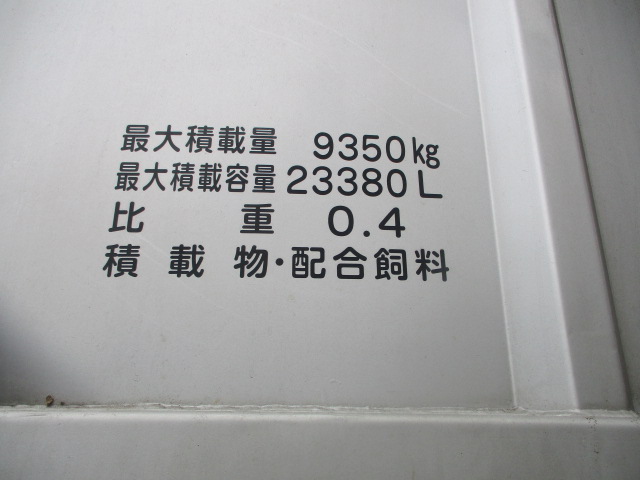 最大積載量 9350kg
最大積載容量 23380L
比 重 0.4
積載物・配合飼料